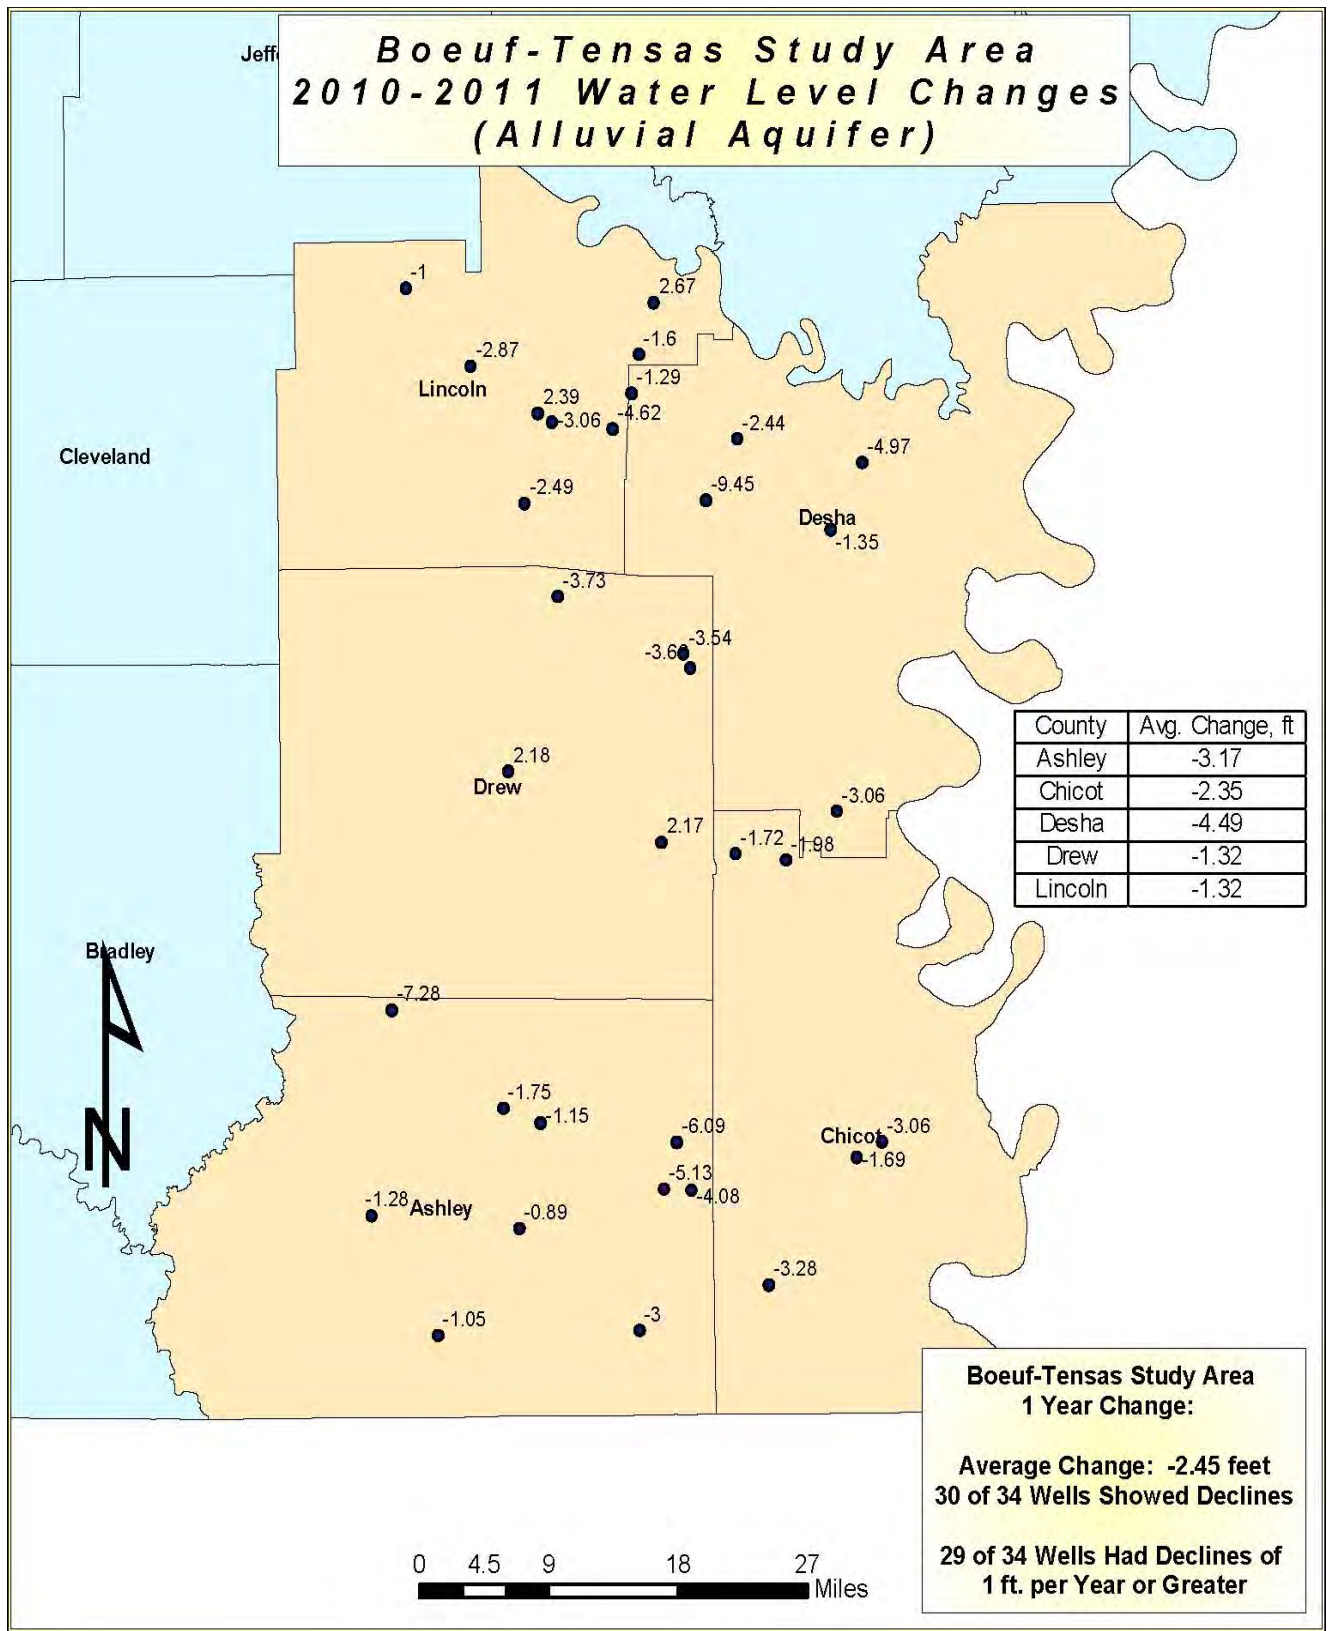 Boeuf-Tensas Study Area
2010-2011 Water Level Changes
(Alluvial Aquifer)
Jeff
-1
2.67
-1.6
-2.87
Lincoln
-1.29
2.39
-3.06
-4.62
-2.44
Cleveland
-4.97
-2.49
-9.45
Desha
-1.35
-3.73
-3.54
-3.6
2.18
Drew
-3.06
2.17
-1.72
-1.98
County Avg. Change, ft
Ashley -3.17
Chicot -2.35
Desha -4.49
Drew -1.32
Lincoln -1.32
Bradley
-7.28
-1.75
-1.15
-6.09
Chicot
-3.06
-1.69
-5.13
-4.08
-1.28
Ashley
-0.89
-3.28
-1.05
-3
N
Boeuf-Tensas Study Area
1 Year Change:
Average Change: -2.45 feet
30 of 34 Wells Showed Declines
29 of 34 Wells Had Declines of
1 ft. per Year or Greater
0 4.5 9 18 27
Miles